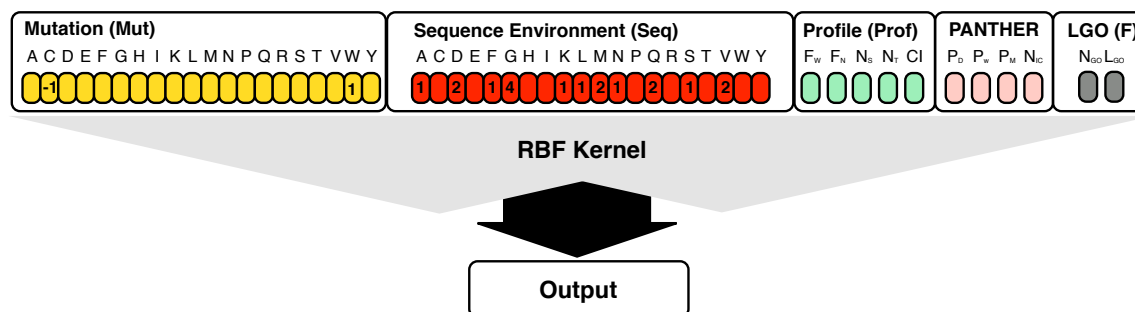 Mutation (Mut) Sequence Environment (Seq) Profile (Prof) PANTHER LGO (F)
A C D E F G H I K L M N P Q R S T V W Y A C D E F G H I K L M N P Q R S T V W Y F_W F_N N_S N_T CI P_D P_W P_M N_IC N_GO L_GO
-1 1 1 2 1 4 1 1 2 1 2 1 2
RBF Kernel
Output